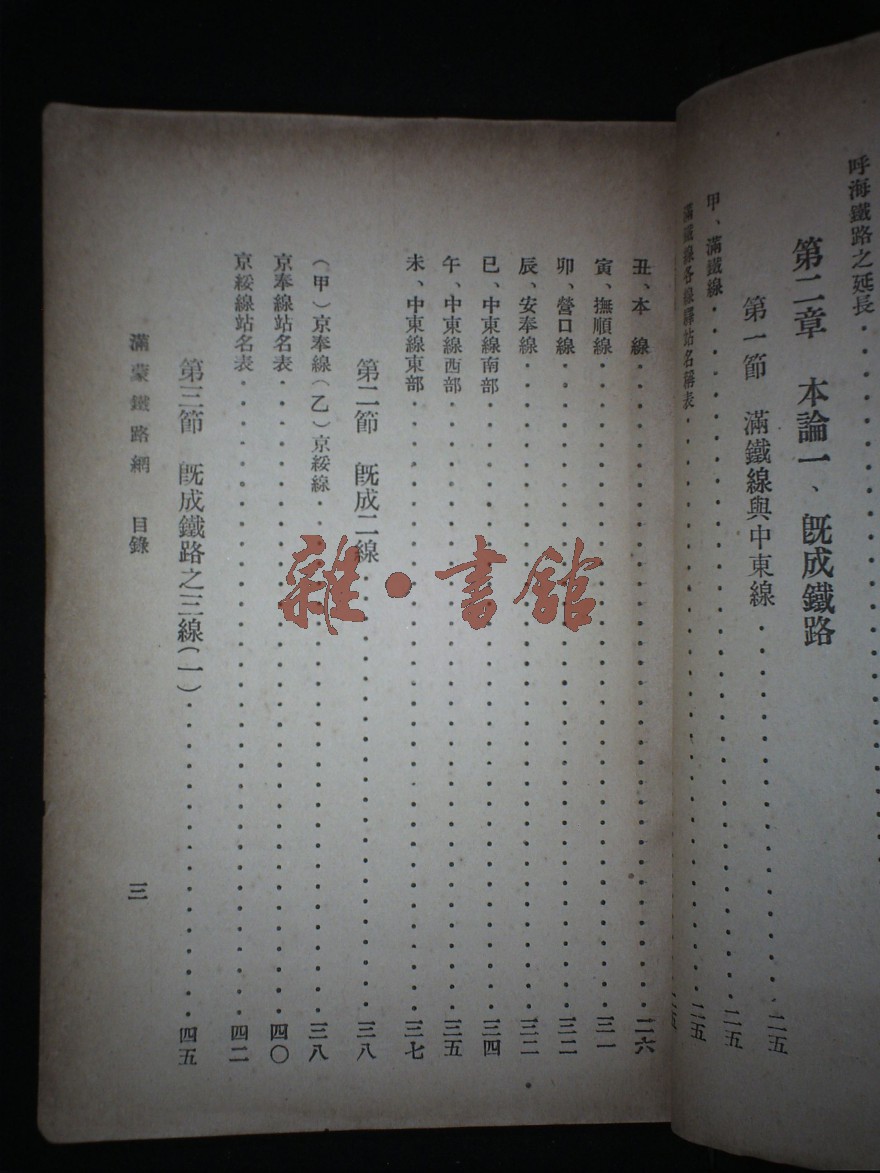 呼海鐵路之延長
第二章　本論一、旣成鐵路
第一節　滿鐵線與中東線二五
甲、滿鐵線二五
滿鐵線各線驛站名稱表二五
丑、本　線二六
寅、撫順線三一
卯、營口線三二
辰、安奉線三二
巳、中東線南部三四
午、中東線西部三五
未、中東線東部三七
第二節　旣成二線三八
（甲）京奉線（乙）京綏線三八
京奉線站名表四〇
京綏線站名表四二
第三節　旣成鐵路之三線（一）四五
滿蒙鐵路網　目錄
三
雜·書館